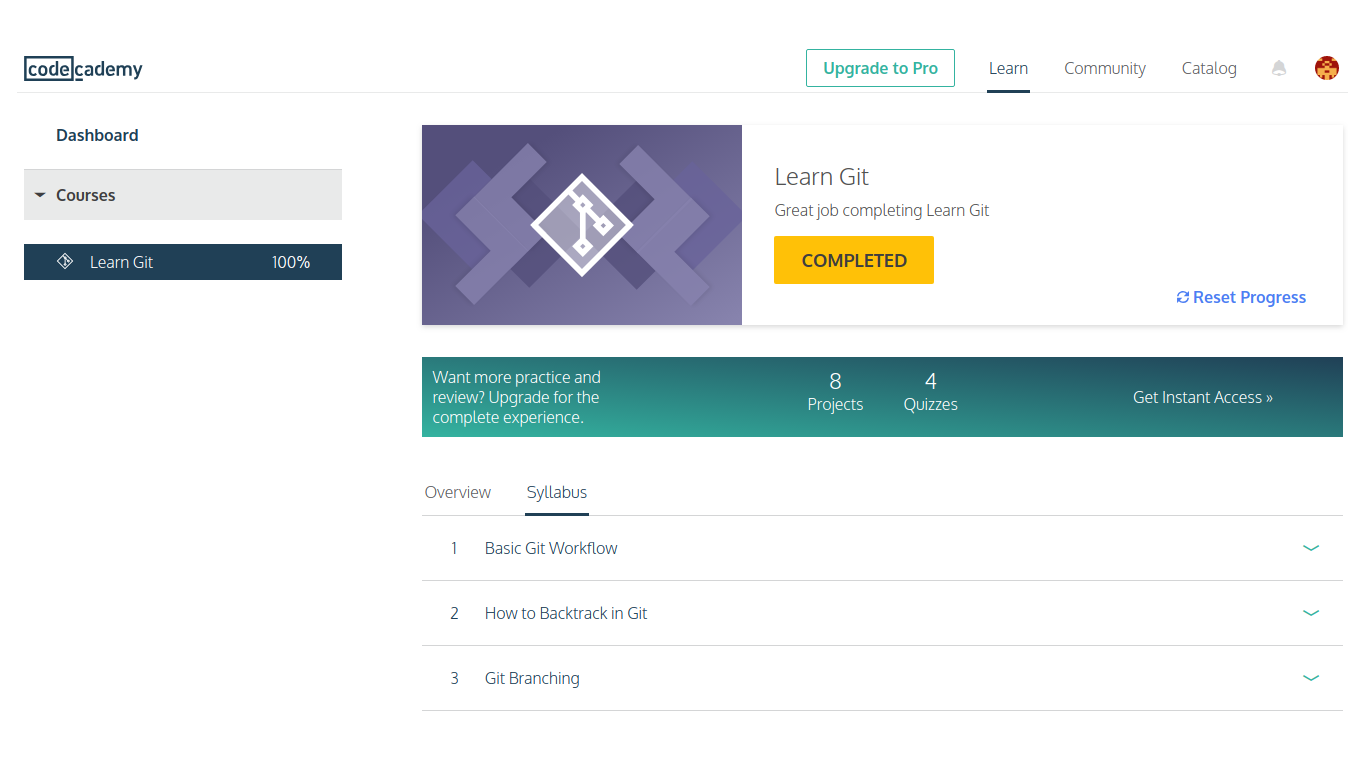 codecademy
Upgrade to Pro
Learn
Community
Catalog
Dashboard
Courses
Learn Git
100%
Learn Git
Great job completing Learn Git
COMPLETED
Reset Progress
Want more practice and
review? Upgrade for the
complete experience.
8
Projects
4
Quizzes
Get Instant Access »
Overview
Syllabus
1 Basic Git Workflow
2 How to Backtrack in Git
3 Git Branching